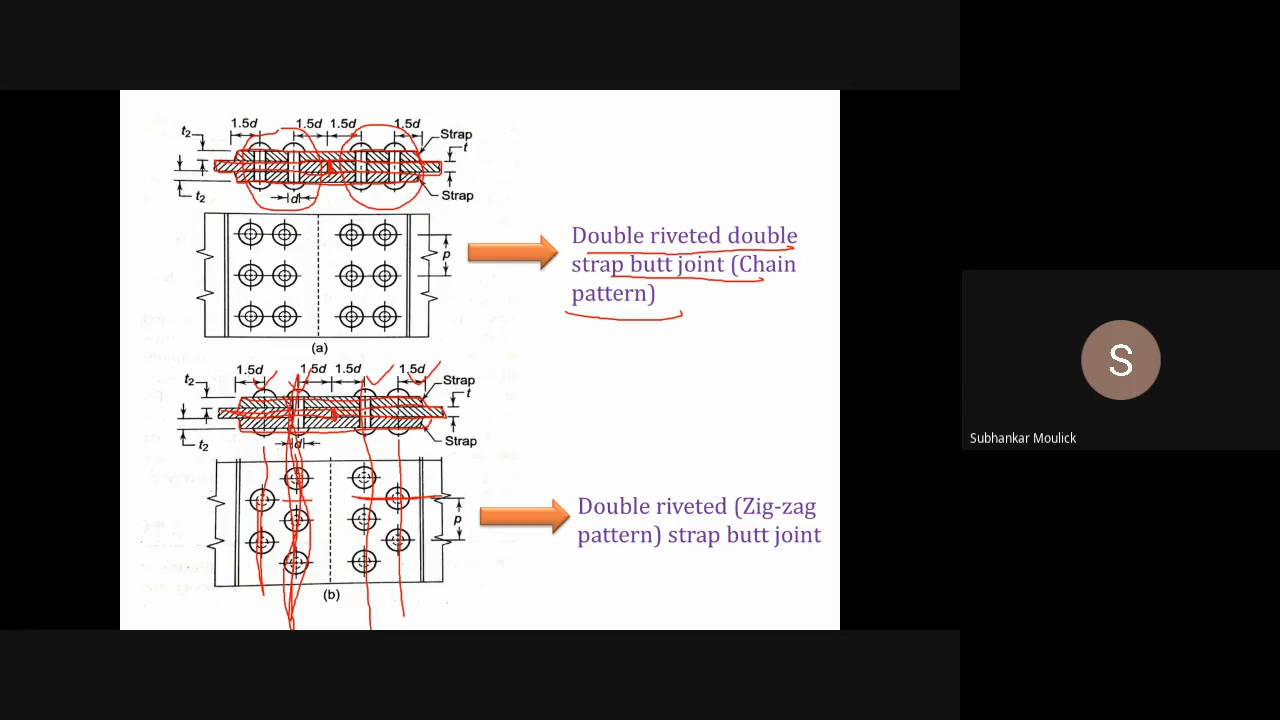 1.5d 1.5d 1.5d 1.5d
t₂ Strap
t
t₂ d Strap
p
Double riveted double
strap butt joint (Chain
pattern)
(a)
1.5d 1.5d 1.5d 1.5d
t₂ Strap
t
t₂ d Strap
p
Double riveted (Zig-zag
pattern) strap butt joint
(b)
S
Subhankar Moulick